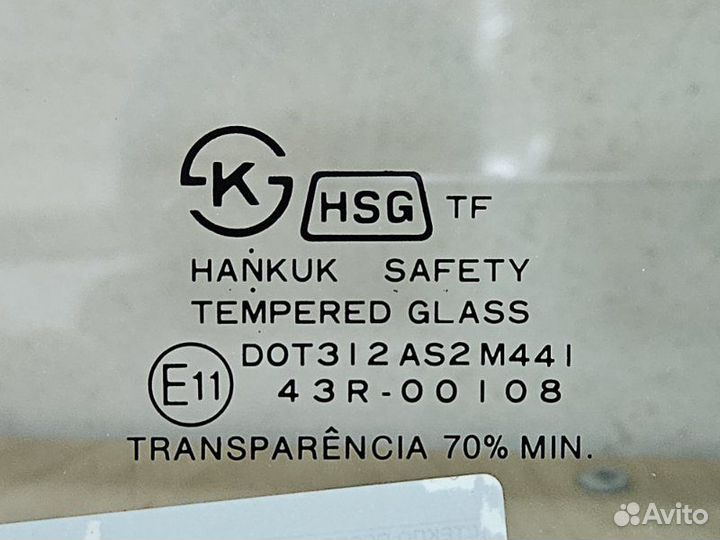 K HSG TF
HANKUK SAFETY
TEMPERED GLASS
DOT312 AS2 M441
E11 43R-00108
TRANSPARÊNCIA 70% MIN.
Avito